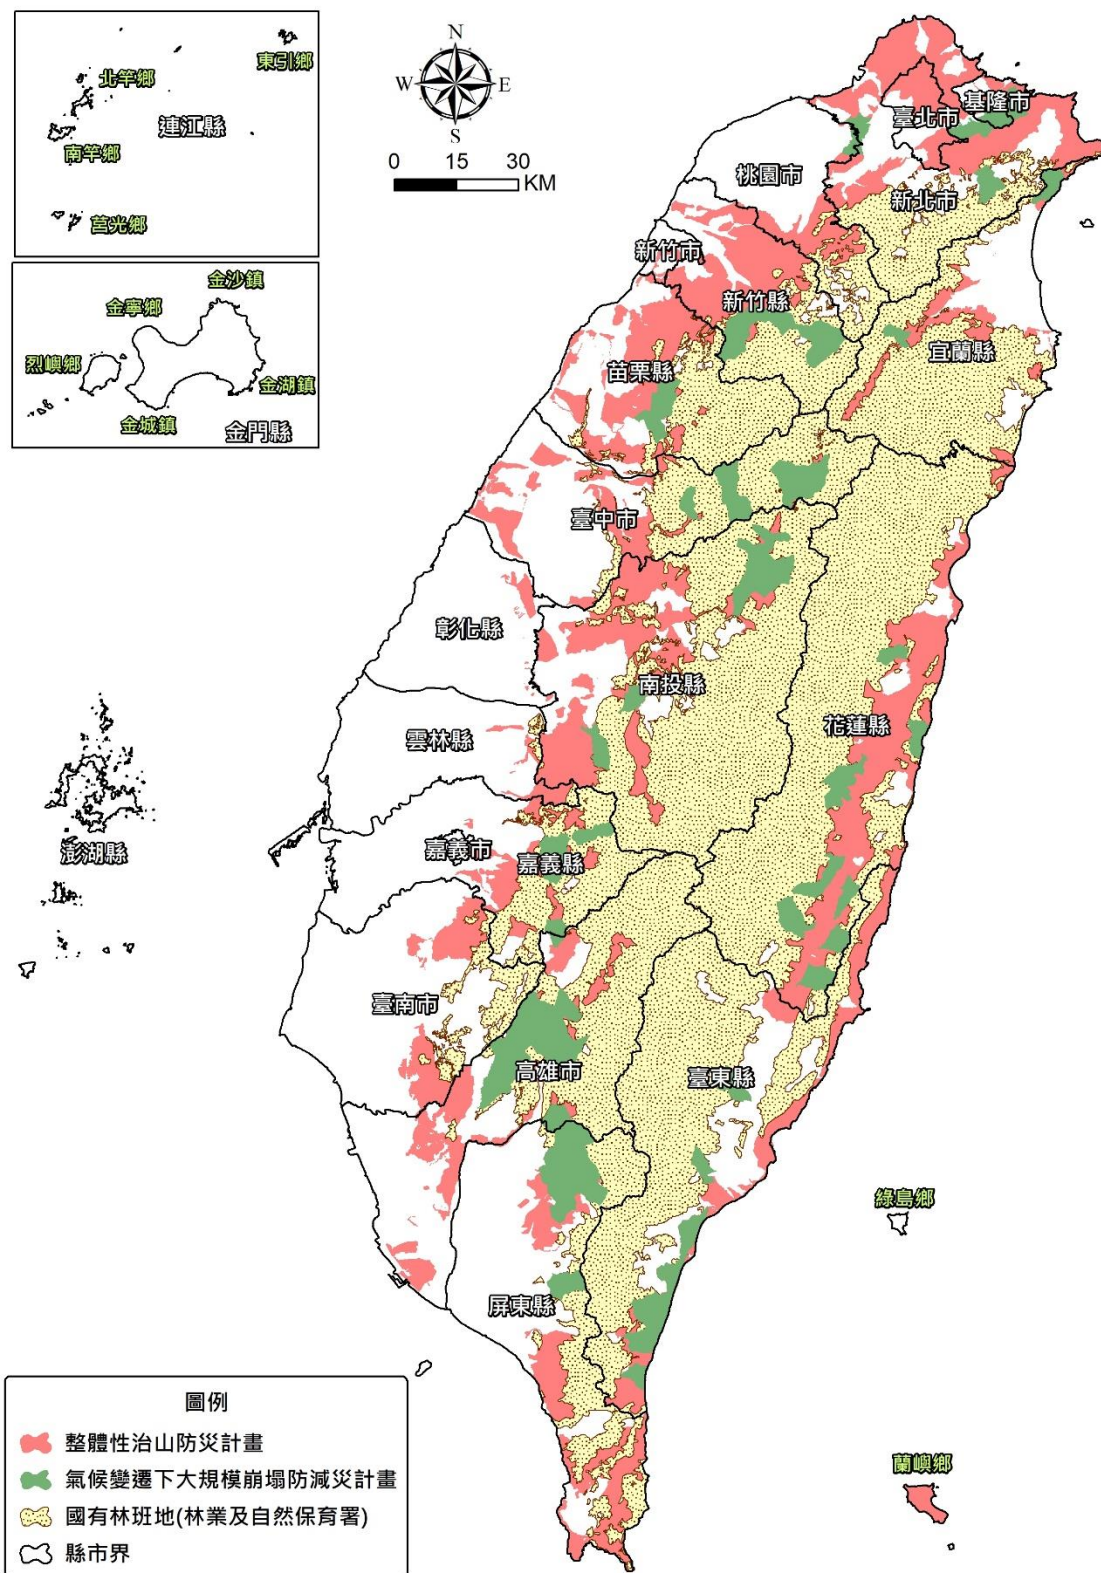 東引鄉
北竿鄉
連江縣
南竿鄉
莒光鄉
N
W
E
S
0
15
30
KM
金沙鎮
金寧鄉
烈嶼鄉
金湖鎮
金城鎮
金門縣
基隆市
臺北市
桃園市
新北市
新竹市
新竹縣
宜蘭縣
苗栗縣
臺中市
彰化縣
南投縣
雲林縣
花蓮縣
澎湖縣
嘉義市
嘉義縣
臺南市
高雄市
臺東縣
綠島鄉
屏東縣
蘭嶼鄉
圖例
整體性治山防災計畫
氣候變遷下大規模崩塌防減災計畫
國有林班地(林業及自然保育署)
縣市界